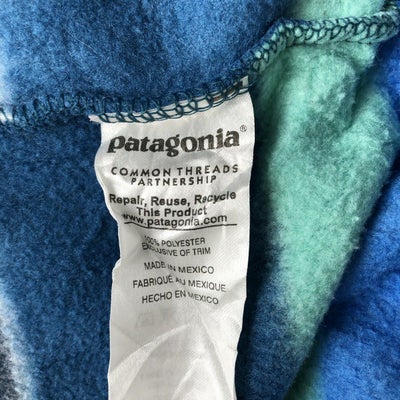 patagonia®
COMMON THREADS
PARTNERSHIP
Repair, Reuse, Recycle
This Product
www.patagonia.com
100% POLYESTER
EXCLUSIVE OF TRIM
MADE IN MEXICO
FABRIQUÉ AU MEXIQUE
HECHO EN MEXICO